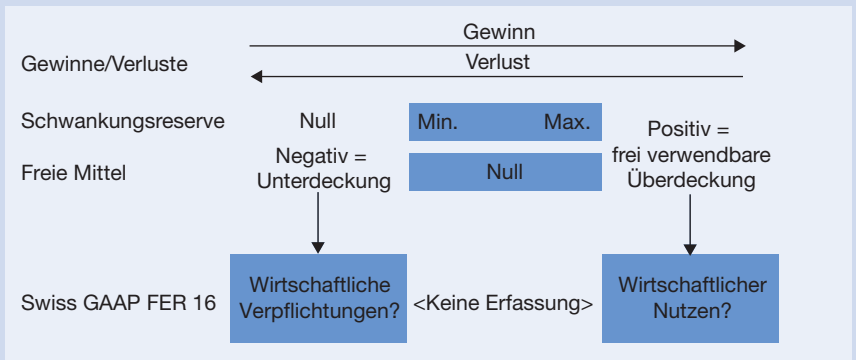 Gewinn
Gewinne/Verluste
Verlust
Schwankungsreserve
Null
Min.
Max.
Positiv =
frei verwendbare
Überdeckung
Freie Mittel
Negativ =
Unterdeckung
Null
Swiss GAAP FER 16
Wirtschaftliche
Verpflichtungen?
<Keine Erfassung>
Wirtschaftlicher
Nutzen?